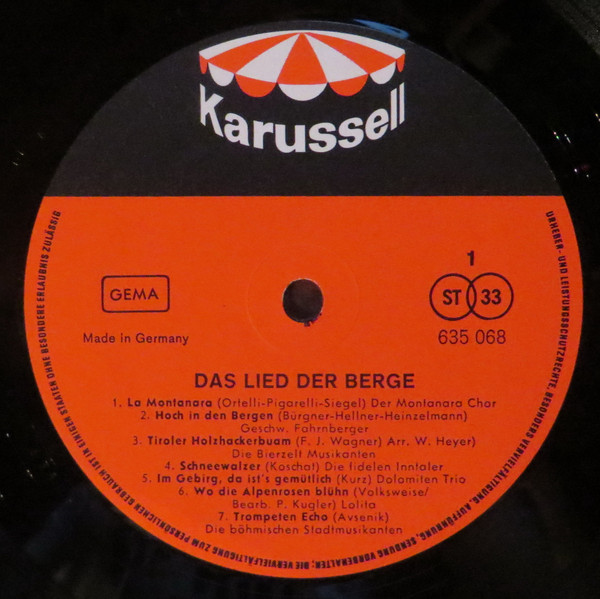 Karussell
GEMA
Made in Germany
1
ST 33
635 068
DAS LIED DER BERGE
1. La Montanara (Ortelli-Pigarelli-Siegel) Der Montanara Chor
2. Hoch in den Bergen (Bürgner-Hellner-Heinzelmann)
Geschw. Fahrnberger
3. Tiroler Holzhackerbuam (F. J. Wagner) Arr. W. Heyer)
Die Bierzelt Musikanten
4. Schneewalzer (Koschat) Die fidelen Inntaler
5. Im Gebirg, da ist's gemütlich (Kurz) Dolamiten Trio
6. Wo die Alpenrosen blühn (Volksweise/
Bearb. P. Kugler) Lolita
7. Trompeten Echo (Avsenik)
Die böhmischen Stadtmusikanten
URHEBER- UND LEISTUNGSSCHUTZRECHTE, BESONDERS VERVIELFÄLTIGUNG, AUFFÜHRUNG, SENDUNG VORBEHALTEN; DIE VERVIELFÄLTIGUNG ZUM PERSÖNLICHEN GEBRAUCH IST IN EINIGEN STAATEN OHNE BESONDERE ERLAUBNIS ZULÄSSIG